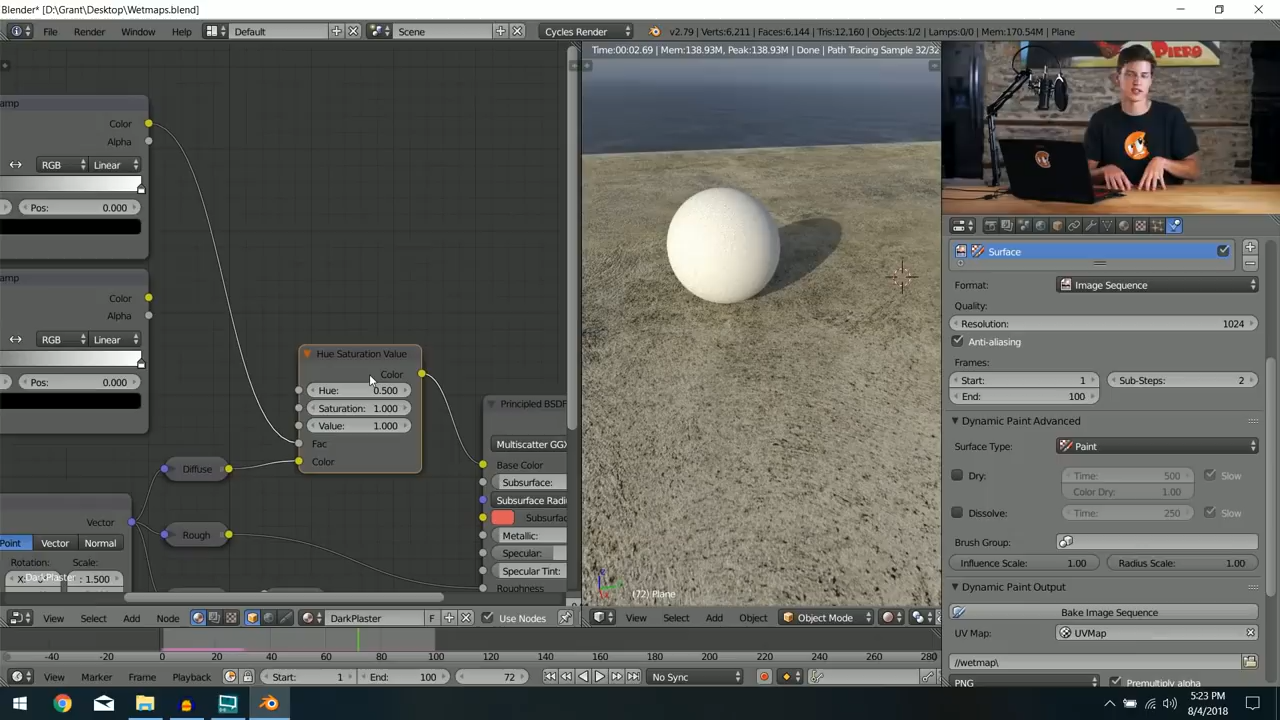 Blender* [D:\Grant\Desktop\Wetmaps.blend]
File Render Window Help Default Scene Cycles Render v2.79 | Verts:6,211 | Faces:6,144 | Tris:12,160 | Objects:1/2 | Lamps:0/0 | Mem:170.54M | Plane
Time:00:02.69 | Mem:138.93M, Peak:138.93M | Done | Path Tracing Sample 32/32
amp
Color
Alpha
RGB Linear
Pos: 0.000
amp
Color
Alpha
RGB Linear
Pos: 0.000
Hue Saturation Value
Color
Hue: 0.500
Saturation: 1.000
Value: 1.000
Fac
Color
Diffuse
Rough
Vector
Point Vector Normal
Rotation: Scale:
X: : 1.500
DarkPlaster
Principled BSDF
Multiscatter GGX
Base Color
Subsurface:
Subsurface Radiu
Subsurfac
Metallic:
Specular:
Specular Tint:
Roughness
View Select Add Node DarkPlaster F Use Nodes
(72) Plane
View Select Add Object Object Mode
PIERO
Surface
Format: Image Sequence
Quality:
Resolution: 1024
Anti-aliasing
Frames:
Start: 1 Sub-Steps: 2
End: 100
Dynamic Paint Advanced
Surface Type: Paint
Dry: Time: 500 Slow
Color Dry: 1.00
Dissolve: Time: 250 Slow
Brush Group:
Influence Scale: 1.00 Radius Scale: 1.00
Dynamic Paint Output
Bake Image Sequence
UV Map: UVMap
//wetmap\
PNG Premultiply alpha
-40 -20 0 20 40 60 80 100 120 140 160 180 200 220 240 260 280
View Marker Frame Playback Start: 1 End: 100 72 No Sync
5:23 PM
8/4/2018